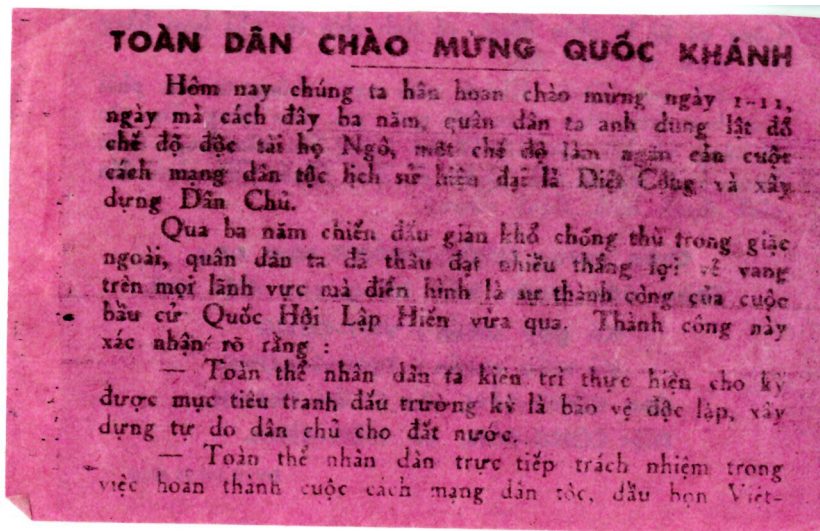 TOÀN DÂN CHÀO MỪNG QUỐC KHÁNH
Hôm nay chúng ta hân hoan chào mừng ngày 1-11,
ngày mà cách đây ba năm, quân dân ta anh dũng lật đổ
chế độ độc tài họ Ngô, một chế độ làm ngăn cản cuộc
cách mạng dân tộc lịch sử hiện đại là Diệt Cộng và xây
dựng Dân Chủ.
Qua ba năm chiến đấu gian khổ chống thù trong giặc
ngoài, quân dân ta đã thâu đạt nhiều thắng lợi vẻ vang
trên mọi lãnh vực mà điển hình là sự thành công của cuộc
bầu cử Quốc Hội Lập Hiến vừa qua. Thành công này
xác nhận rõ rằng :
— Toàn thể nhân dân ta kiên trì thực hiện cho kỳ
được mục tiêu tranh đấu trường kỳ là bảo vệ độc lập, xây
dựng tự do dân chủ cho đất nước.
— Toàn thể nhân dân trực tiếp trách nhiệm trong
việc hoàn thành cuộc cách mạng dân tộc, đầu bọn Việt-